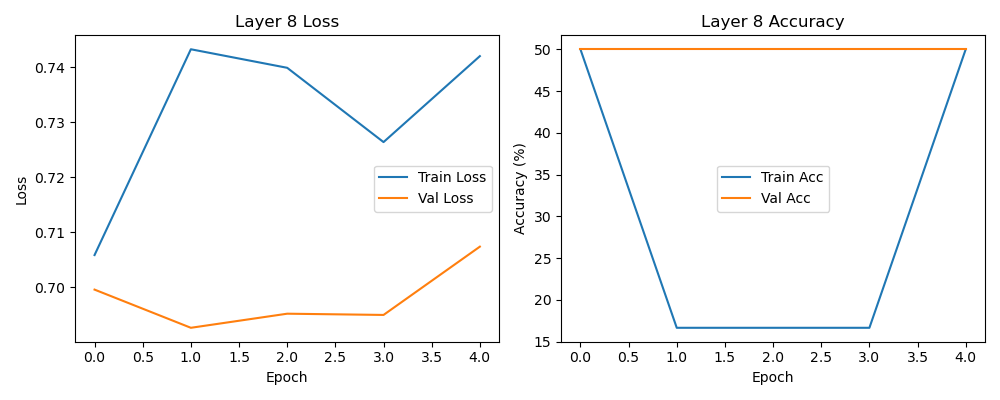 Layer 8 Loss
Loss
0.74
0.73
0.72
0.71
0.70
Train Loss
Val Loss
0.0 0.5 1.0 1.5 2.0 2.5 3.0 3.5 4.0
Epoch
Layer 8 Accuracy
Accuracy (%)
50
45
40
35
30
25
20
15
Train Acc
Val Acc
0.0 0.5 1.0 1.5 2.0 2.5 3.0 3.5 4.0
Epoch